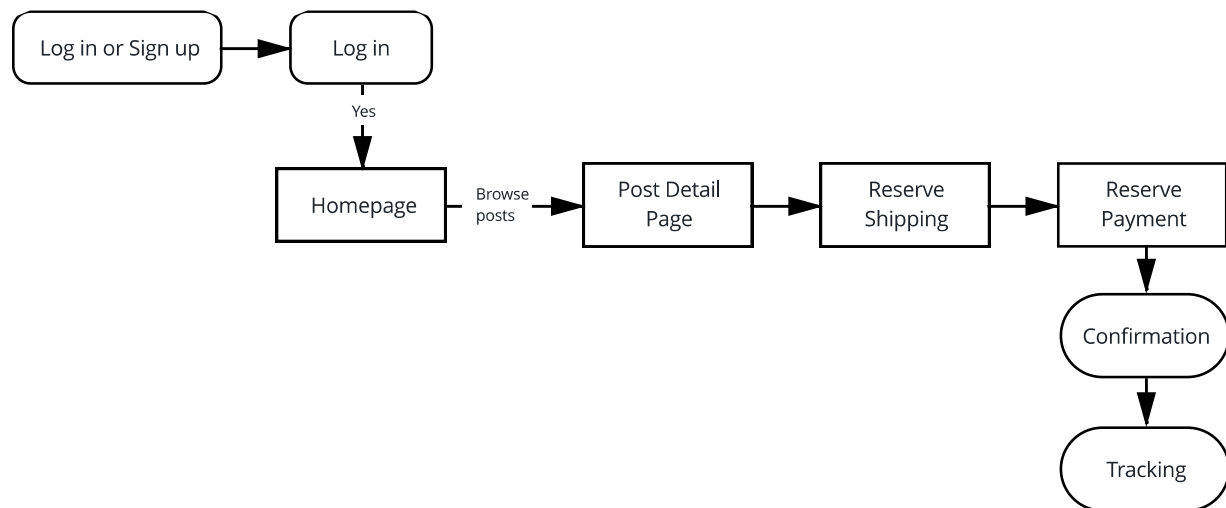 Log in or Sign up
Log in
Yes
Homepage
Browse
posts
Post Detail
Page
Reserve
Shipping
Reserve
Payment
Confirmation
Tracking